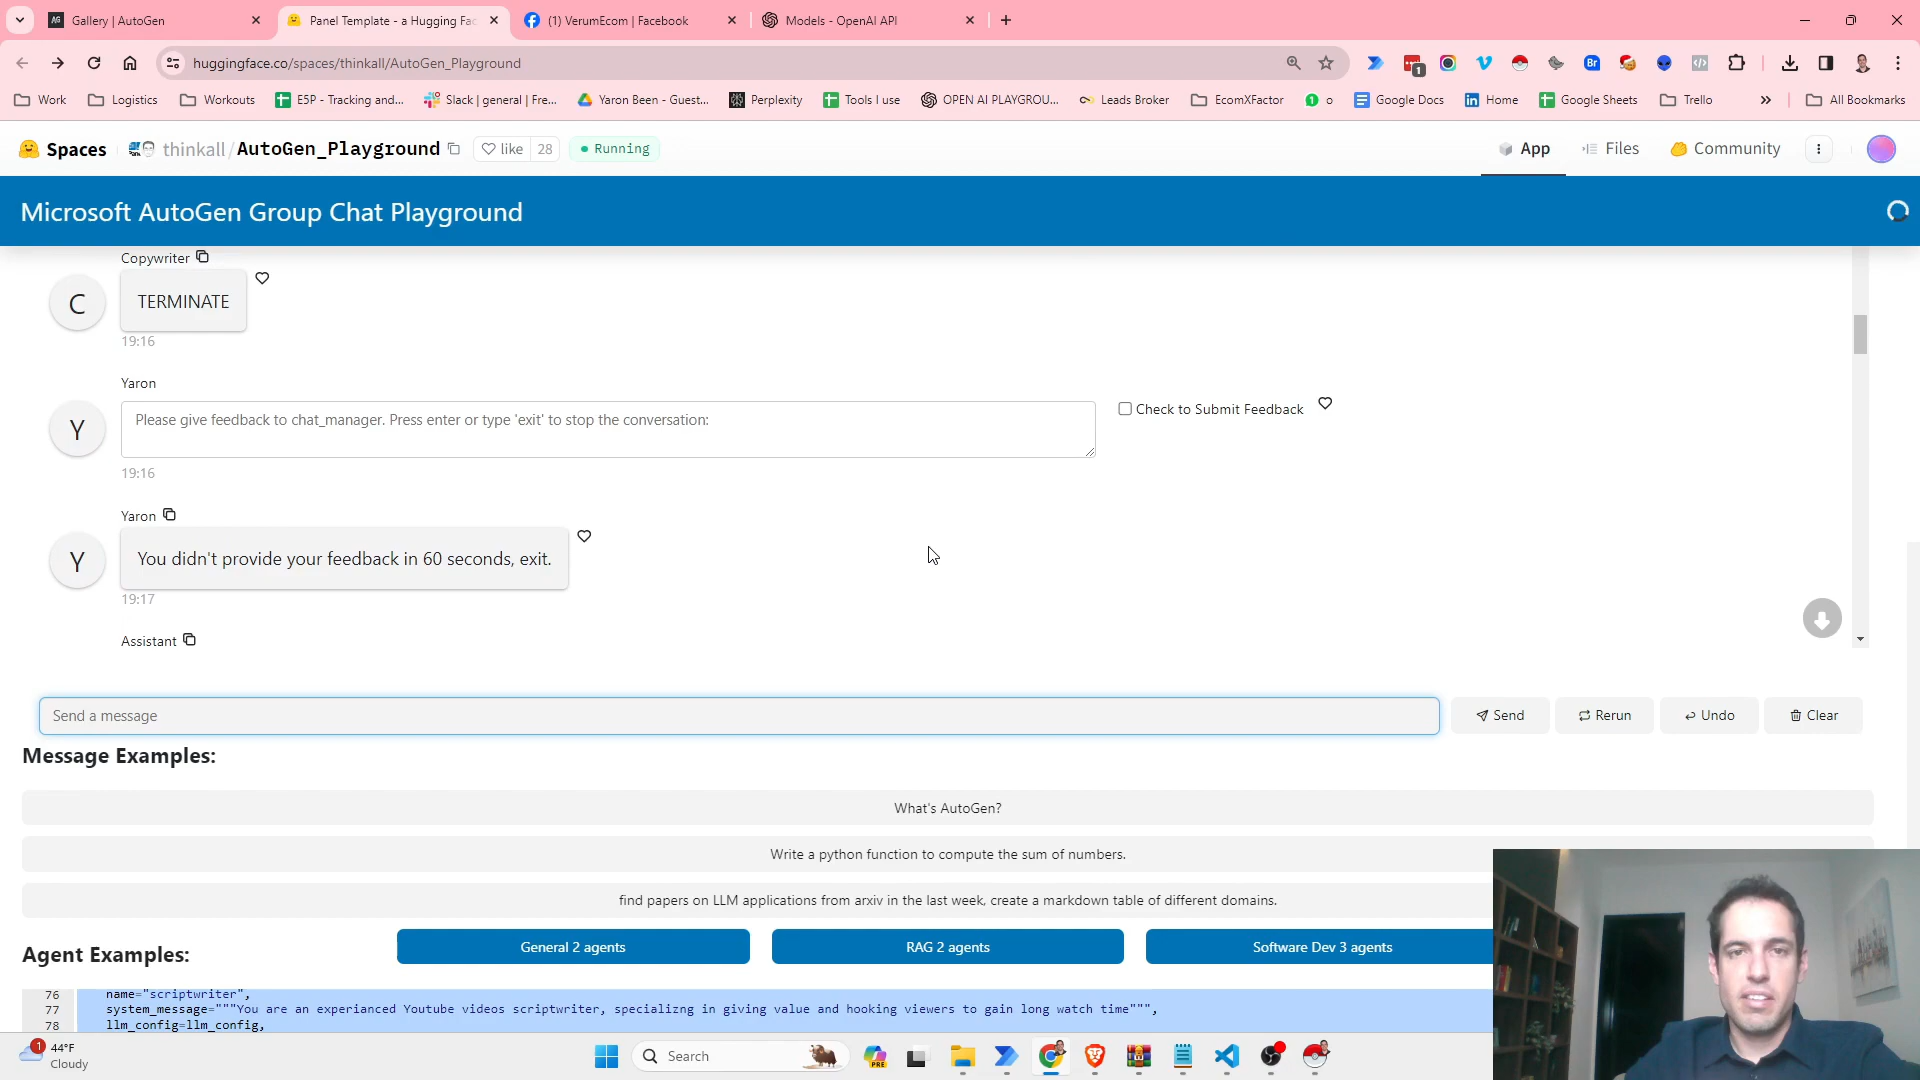 Gallery | AutoGen
Panel Template - a Hugging Fac
(1) VerumEcom | Facebook
Models - OpenAI API
huggingface.co/spaces/thinkall/AutoGen_Playground
1
Br
Work
Logistics
Workouts
E5P - Tracking and...
Slack | general | Fre...
Yaron Been - Guest...
Perplexity
Tools I use
OPEN AI PLAYGROU...
Leads Broker
EcomXFactor
1
o
Google Docs
Home
Google Sheets
Trello
All Bookmarks
Spaces
thinkall/AutoGen_Playground
like
28
Running
App
Files
Community
Microsoft AutoGen Group Chat Playground
Copywriter
C
TERMINATE
19:16
Yaron
Y
Please give feedback to chat_manager. Press enter or type 'exit' to stop the conversation:
Check to Submit Feedback
19:16
Yaron
Y
You didn't provide your feedback in 60 seconds, exit.
19:17
Assistant
Send a message
Send
Rerun
Undo
Clear
Message Examples:
What's AutoGen?
Write a python function to compute the sum of numbers.
find papers on LLM applications from arxiv in the last week, create a markdown table of different domains.
Agent Examples:
General 2 agents
RAG 2 agents
Software Dev 3 agents
76 name="scriptwriter",
77 system_message="""You are an experianced Youtube videos scriptwriter, specializng in giving value and hooking viewers to gain long watch time""",
78 llm_config=llm_config,
1
44°F
Cloudy
Search
PRE